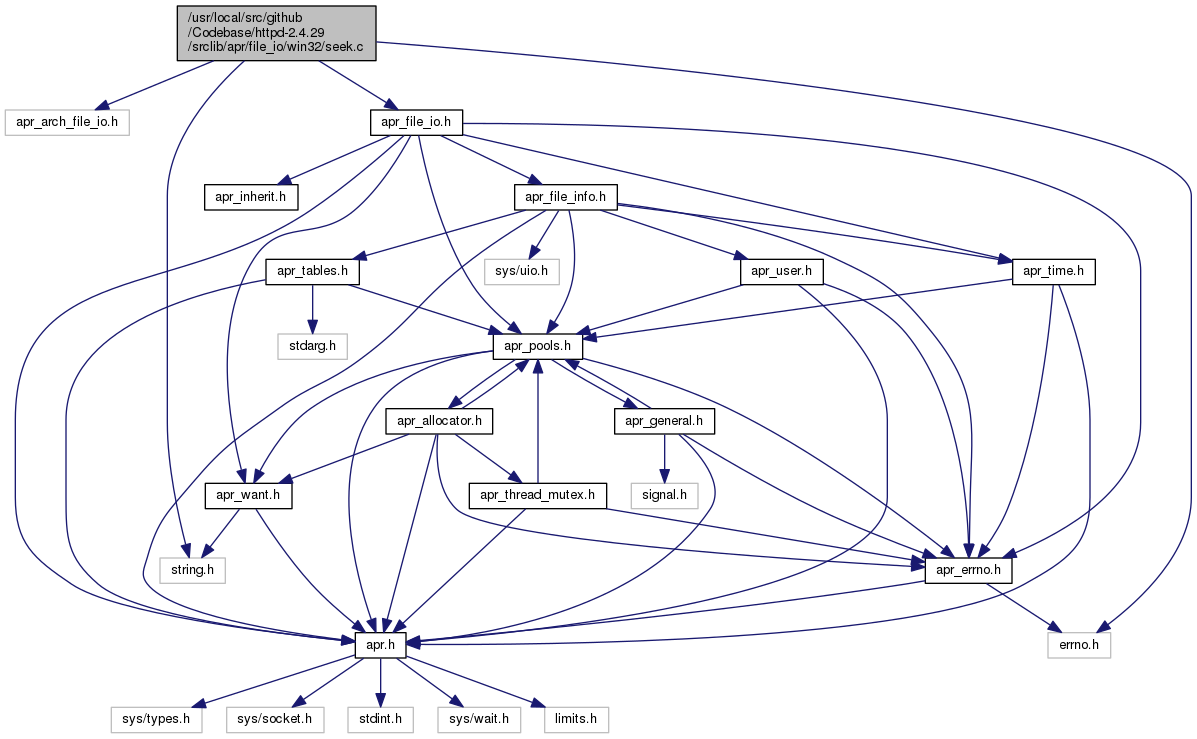 /usr/local/src/github
/Codebase/httpd-2.4.29
/srclib/apr/file_io/win32/seek.c
apr_arch_file_io.h
apr_file_io.h
apr_inherit.h
apr_file_info.h
apr_tables.h
sys/uio.h
apr_user.h
apr_time.h
stdarg.h
apr_pools.h
apr_allocator.h
apr_general.h
apr_want.h
apr_thread_mutex.h
signal.h
string.h
apr_errno.h
apr.h
errno.h
sys/types.h
sys/socket.h
stdint.h
sys/wait.h
limits.h